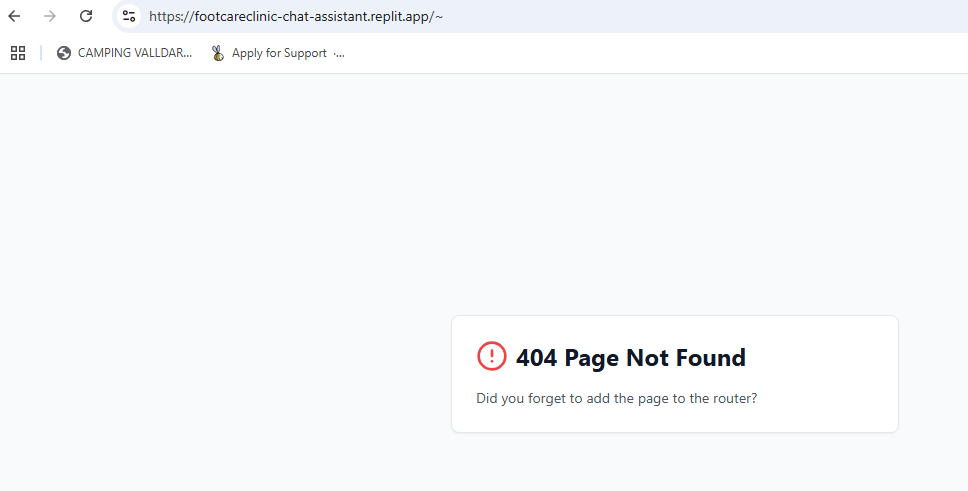 https://footcareclinic-chat-assistant.replit.app/~
CAMPING VALLDAR... Apply for Support ·...
404 Page Not Found
Did you forget to add the page to the router?